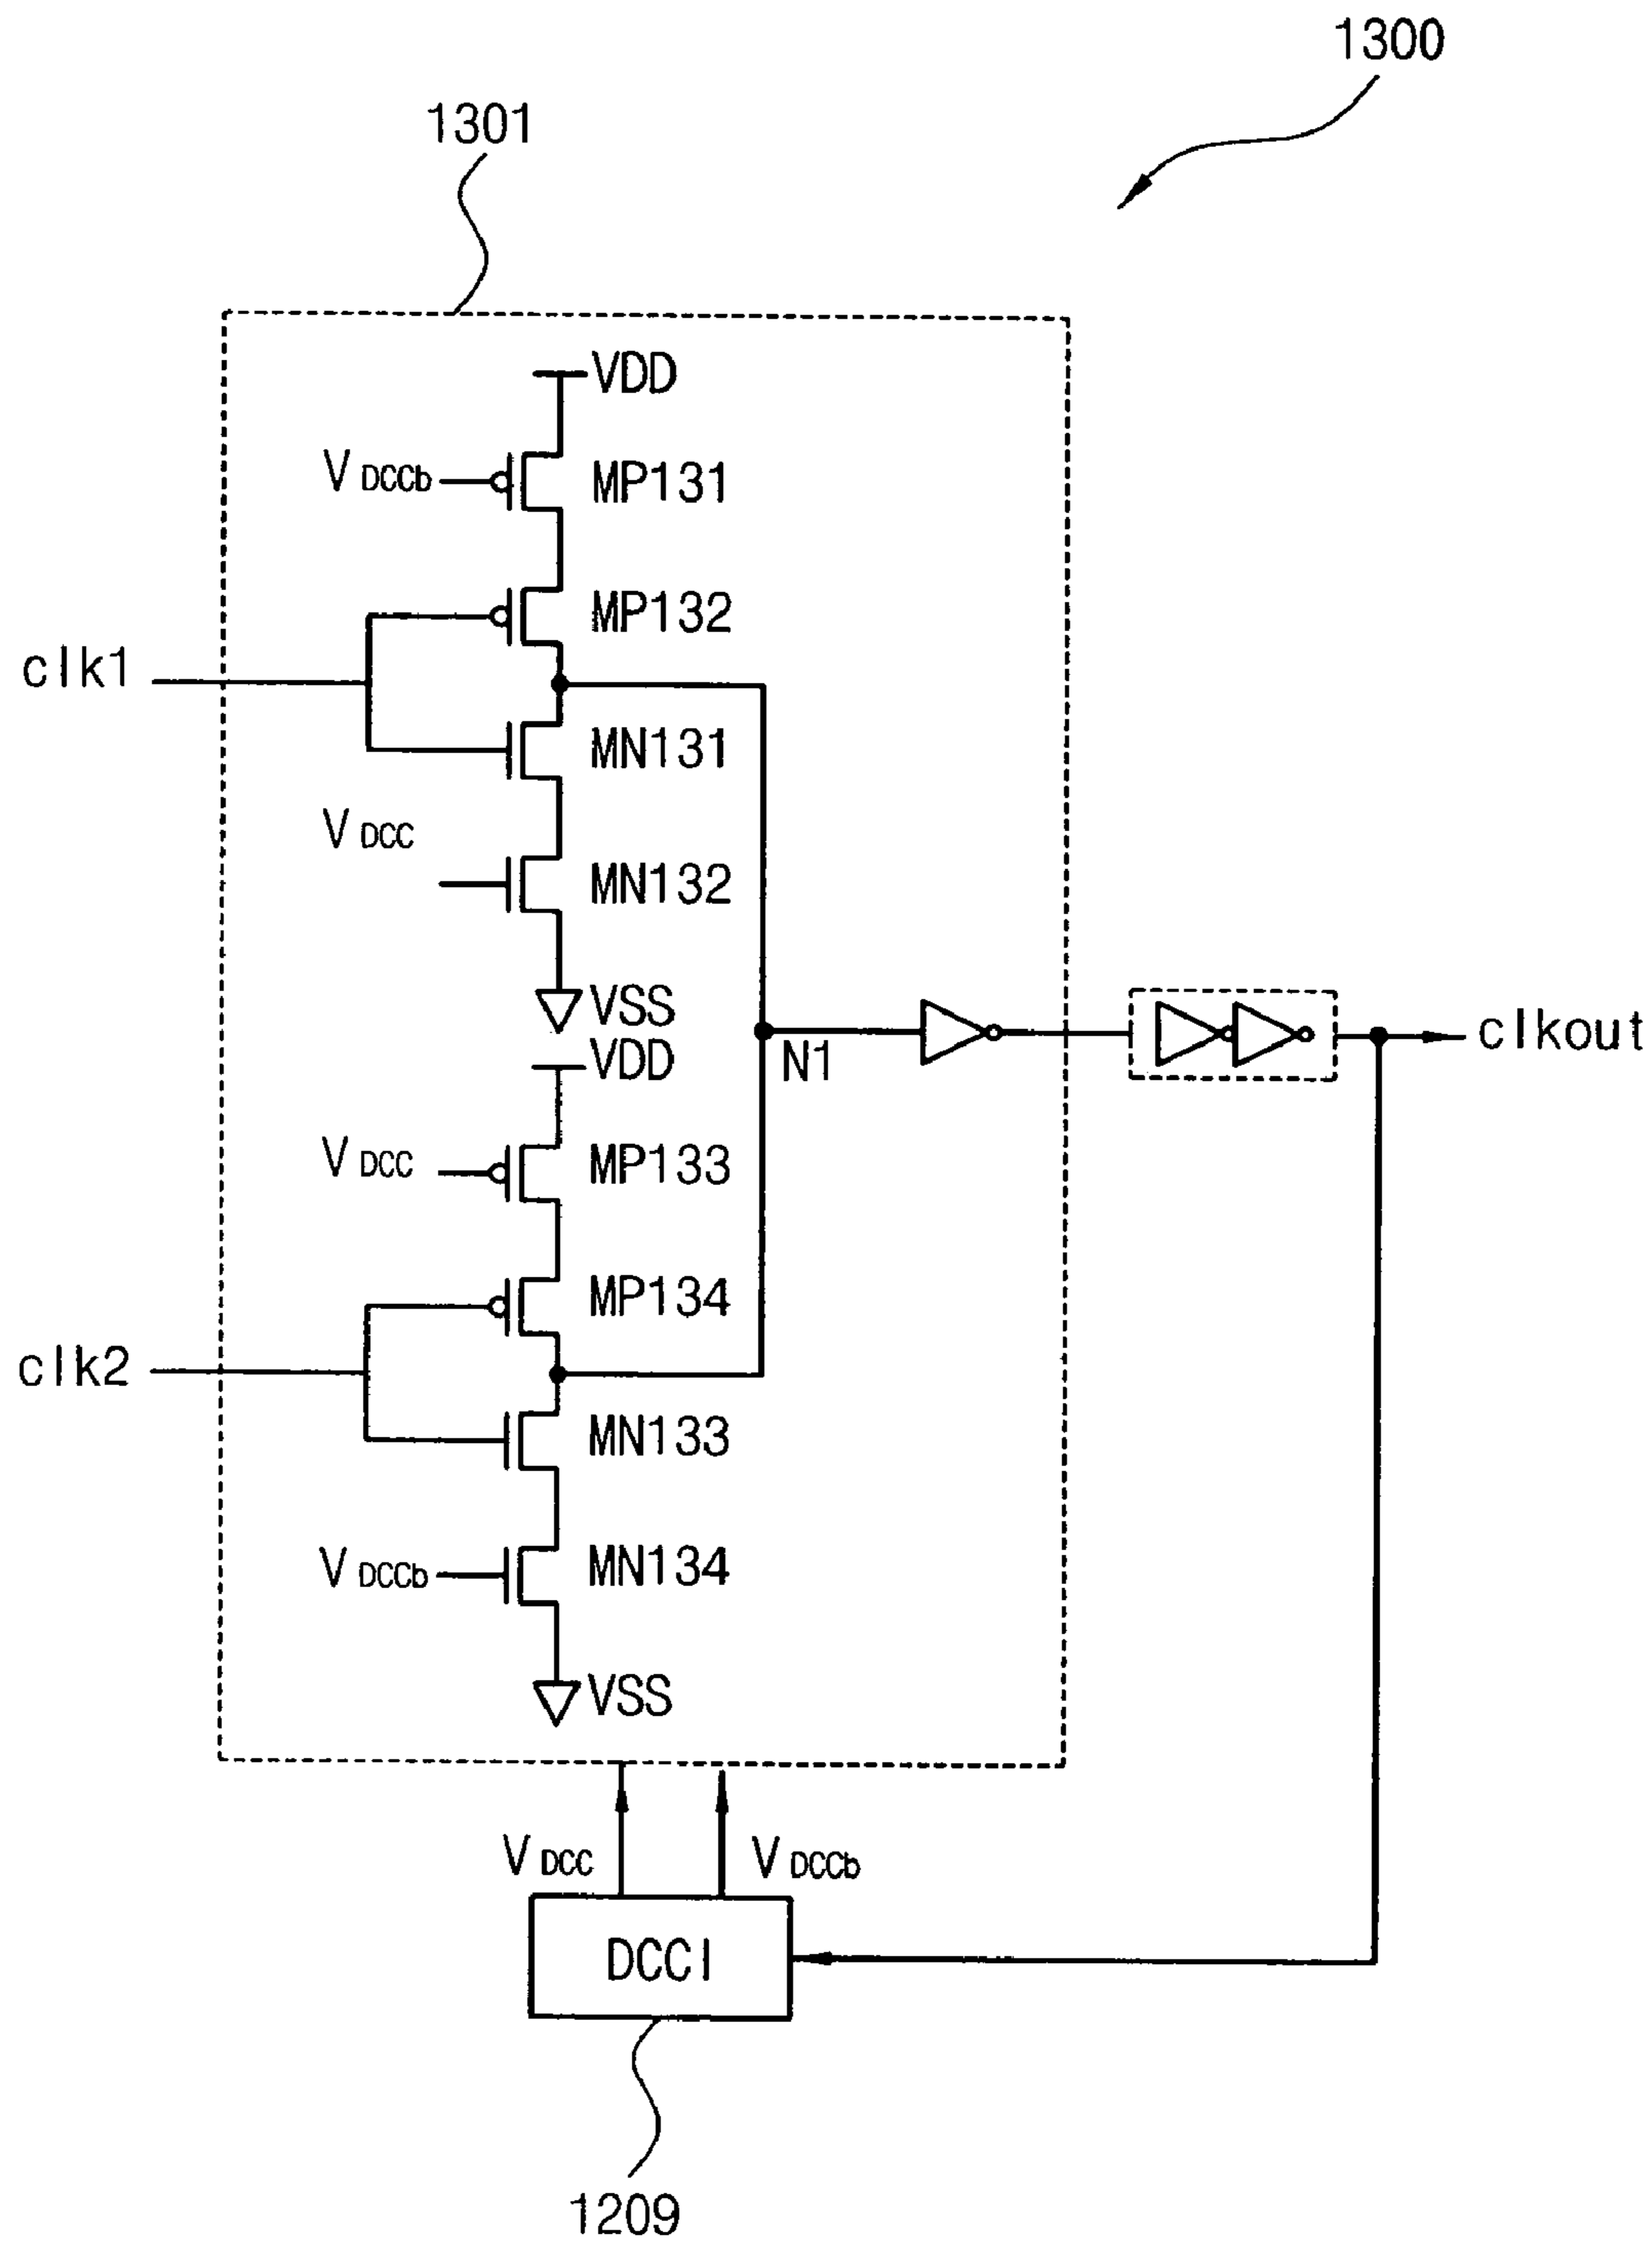 1300
1301
VDD
VDCCb
MP131
MP132
clk1
MN131
VDCC
MN132
VSS
VDD
N1
clkout
VDCC
MP133
MP134
clk2
MN133
VDCCb
MN134
VSS
VDCC
VDCCb
DCCI
1209